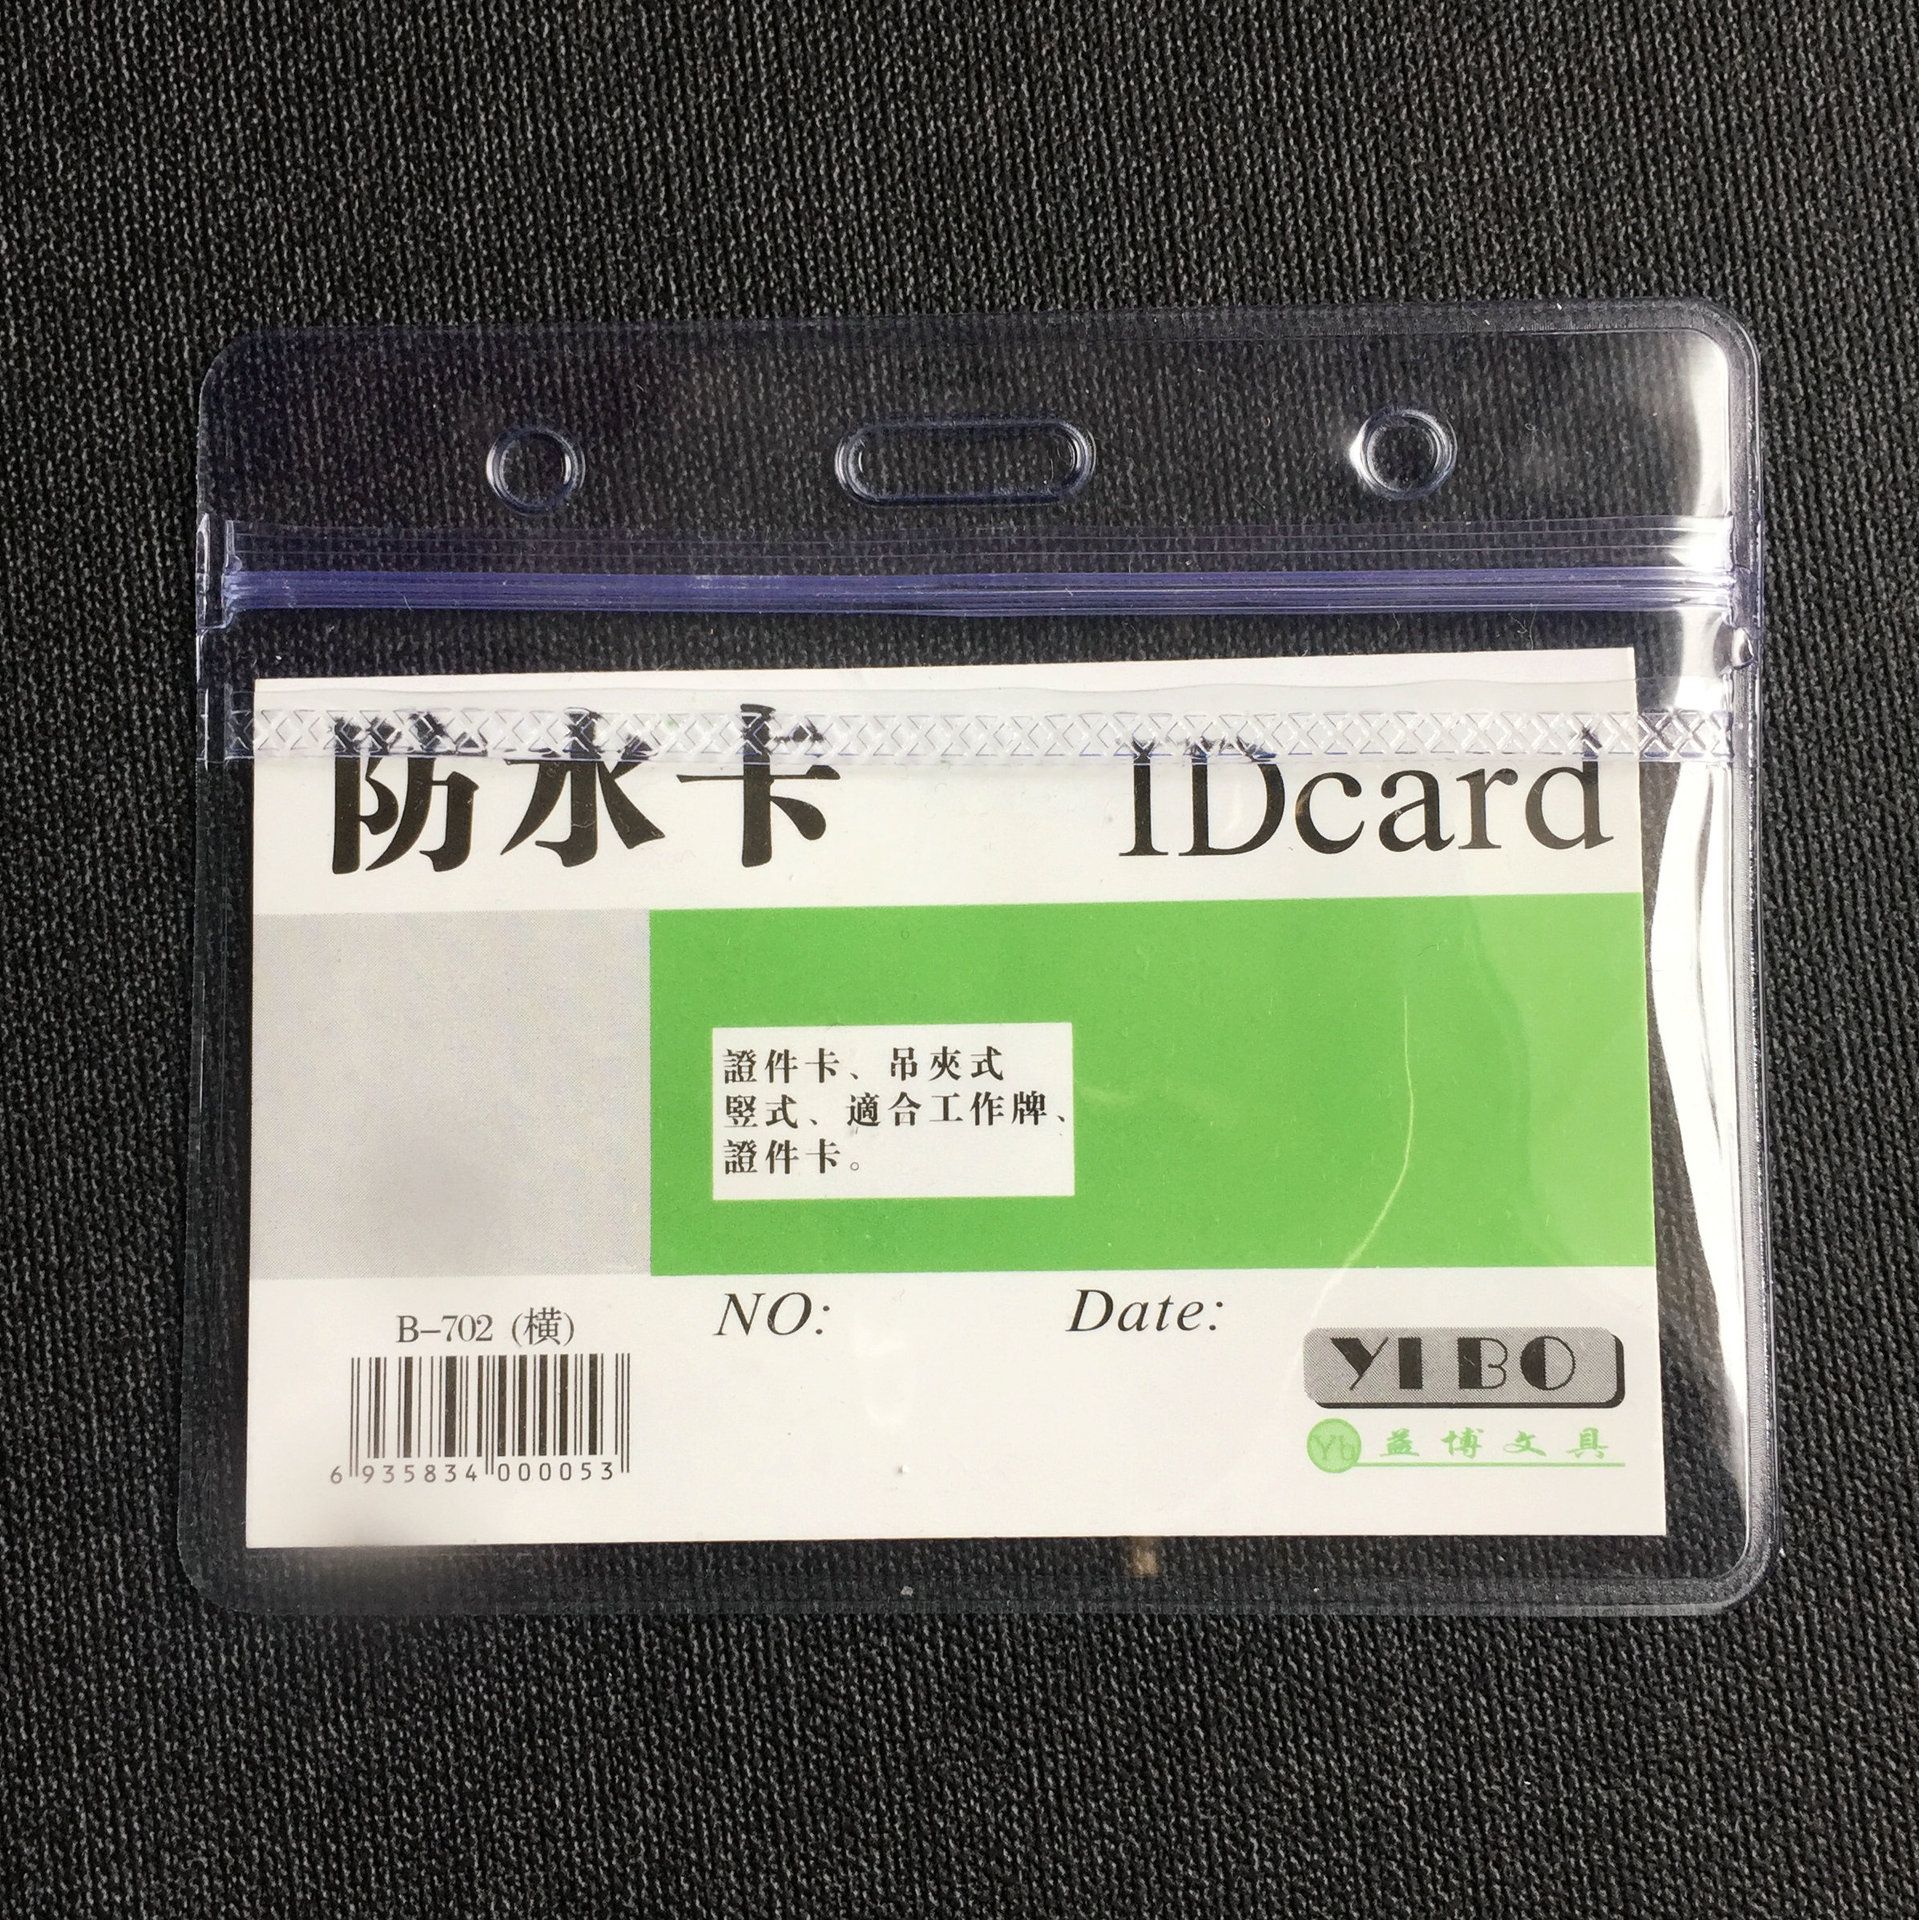 防水卡 IDcard
證件卡、吊夾式
竪式、適合工作牌、
證件卡。
NO: Date:
B-702 (橫)
6 935834 000053
YIBO
Yb 益博文具